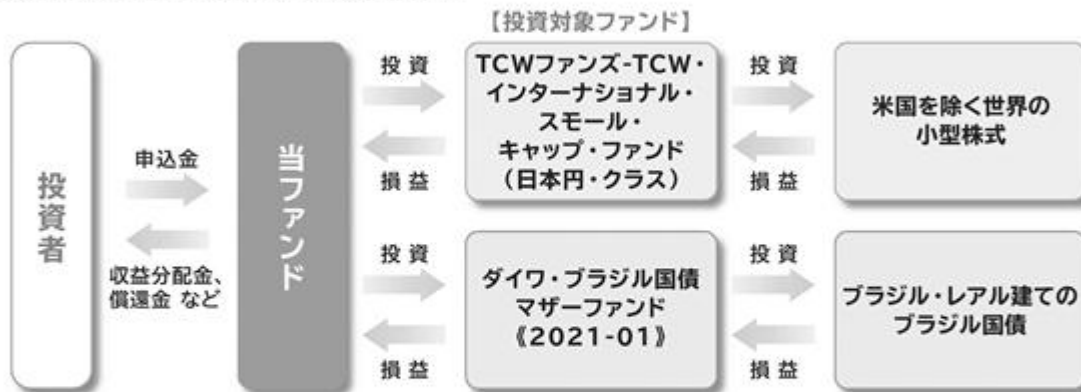 【投資対象ファンド】
投資者
申込金
収益分配金、
償還金 など
当ファンド
投資
損益
TCWファンズ-TCW・
インターナショナル・
スモール・
キャップ・ファンド
（日本円・クラス）
投資
損益
米国を除く世界の
小型株式
投資
損益
ダイワ・ブラジル国債
マザーファンド
《2021-01》
投資
損益
ブラジル・レアル建ての
ブラジル国債